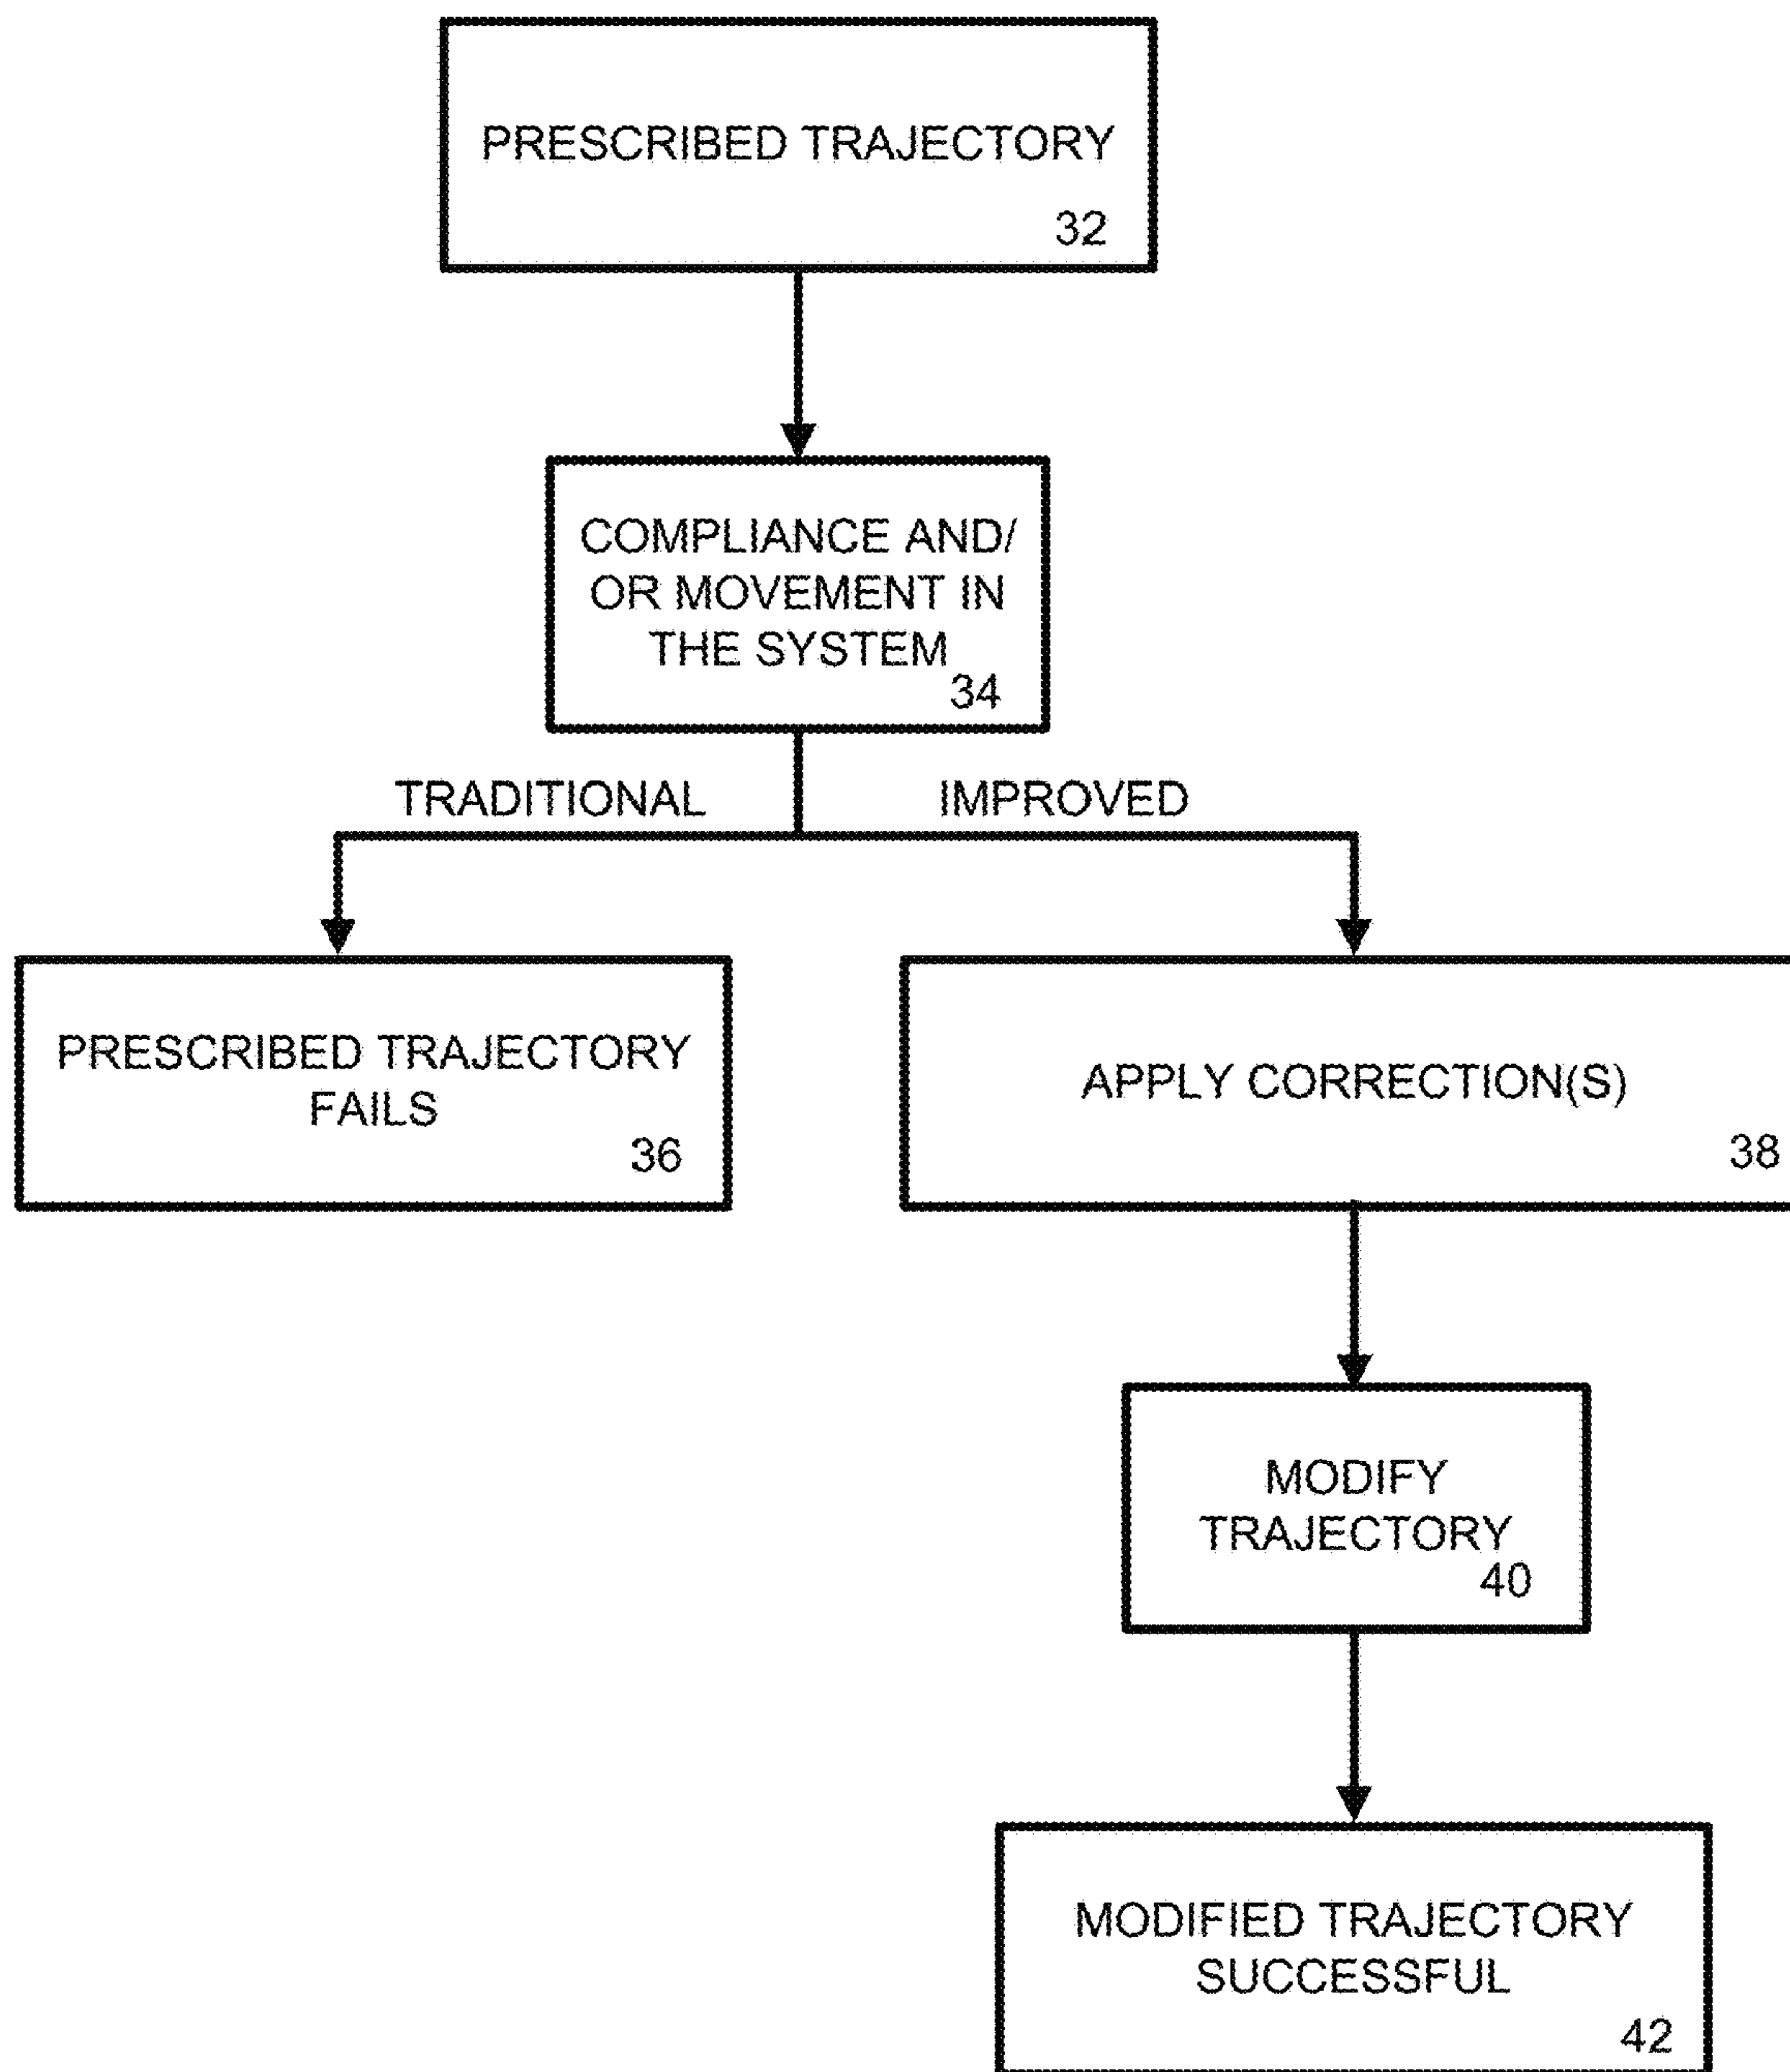 PRESCRIBED TRAJECTORY
32
COMPLIANCE AND/
OR MOVEMENT IN
THE SYSTEM
34
TRADITIONAL
IMPROVED
PRESCRIBED TRAJECTORY
FAILS
36
APPLY CORRECTION(S)
38
MODIFY
TRAJECTORY
40
MODIFIED TRAJECTORY
SUCCESSFUL
42